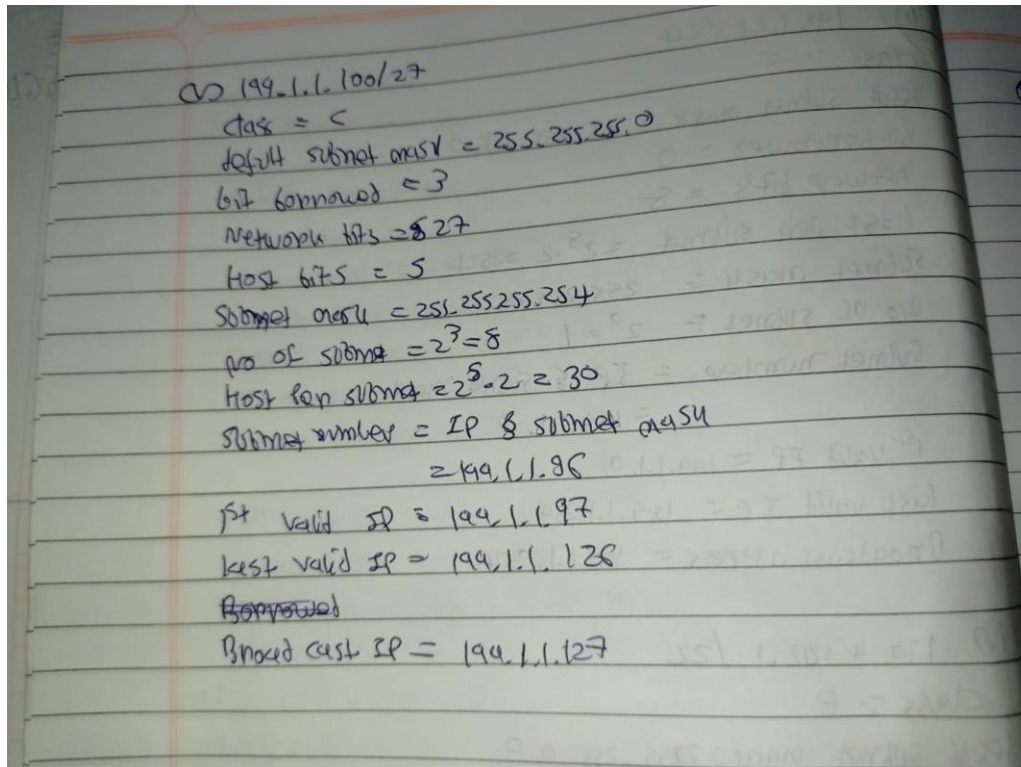 (v) 199.1.1.100/27
class = C
defult subnet mask = 255.255.255.0
bit borrowed = 3
Network bits = 27
Host bits = 5
Subnet mask = 255.255.255.254
no of subnet = 2³ = 8
Host per subnet = 2⁵-2 = 30
Subnet number = IP & subnet mask
= 199.1.1.96
1st valid IP = 199.1.1.97
Last valid IP = 199.1.1.126
Borrowed
Broad cast IP = 199.1.1.127